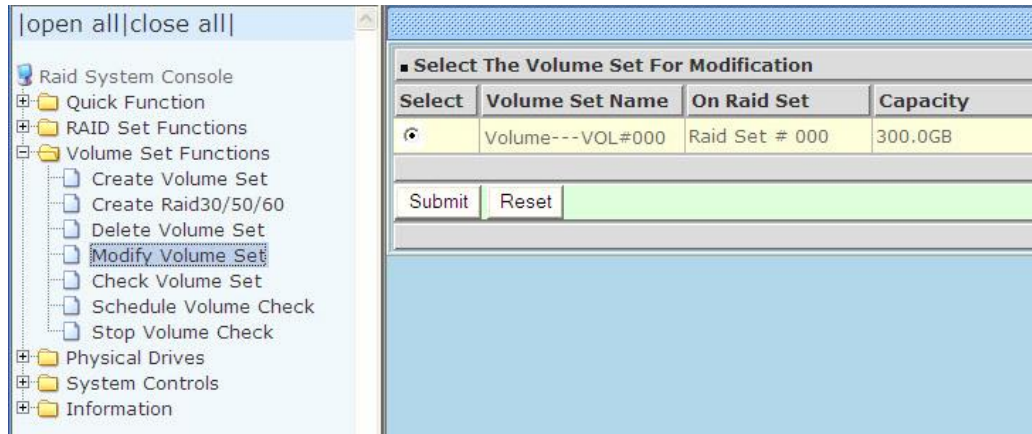 |open all|close all|
Raid System Console
Quick Function
RAID Set Functions
Volume Set Functions
Create Volume Set
Create Raid30/50/60
Delete Volume Set
Modify Volume Set
Check Volume Set
Schedule Volume Check
Stop Volume Check
Physical Drives
System Controls
Information
Select The Volume Set For Modification
Select Volume Set Name On Raid Set Capacity
Volume---VOL#000 Raid Set # 000 300.0GB
Submit Reset